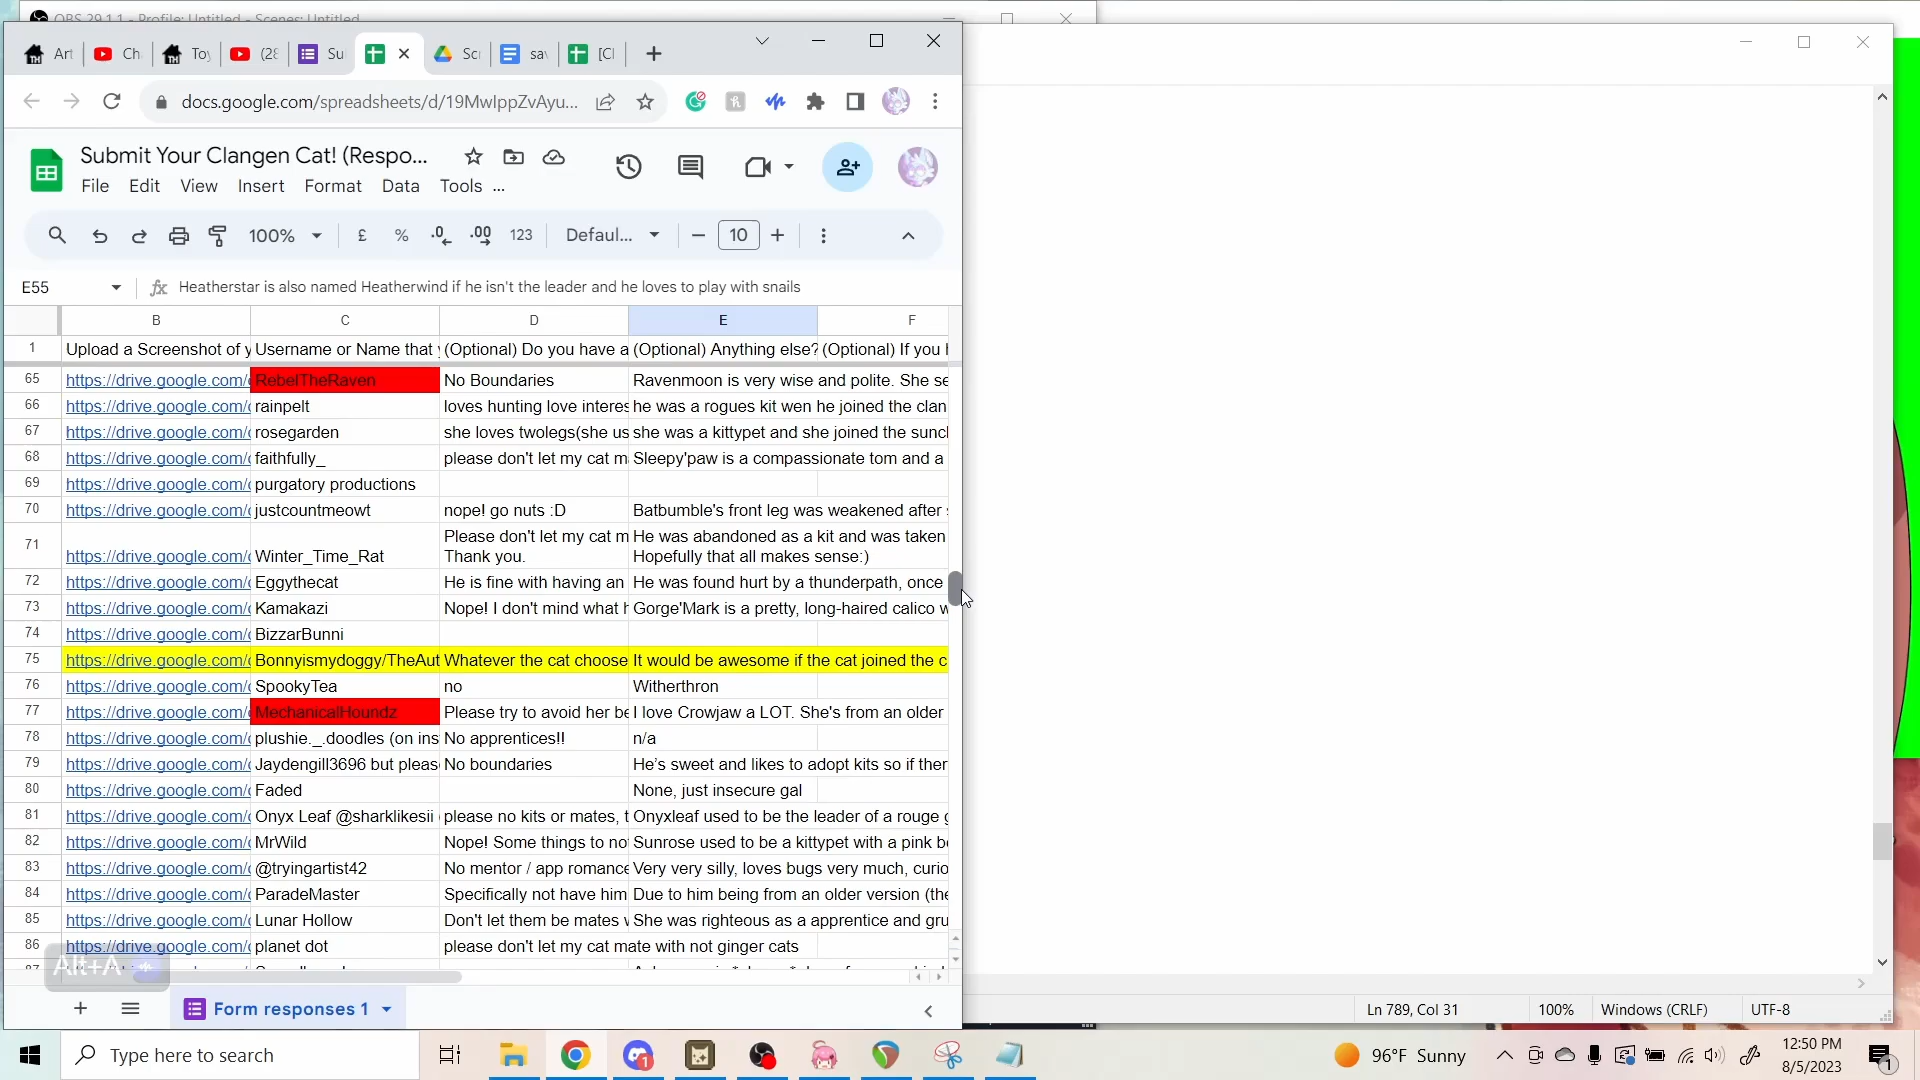 OBS 29.1.1 - Profile: Untitled - Scenes: Untitled
Art
Ch
Toy
(28
Su
Sc
sav
[Cl
docs.google.com/spreadsheets/d/19MwIppZvAyu...
Submit Your Clangen Cat! (Respo...
File Edit View Insert Format Data Tools ...
100% £ % .0 .00 123 Defaul... 10
E55 fx Heatherstar is also named Heatherwind if he isn't the leader and he loves to play with snails
B C D E F
1 Upload a Screenshot of y Username or Name that y (Optional) Do you have a (Optional) Anything else? (Optional) If you h
65 https://drive.google.com/ RebelTheRaven No Boundaries Ravenmoon is very wise and polite. She se
66 https://drive.google.com/ rainpelt loves hunting love interes he was a rogues kit wen he joined the clan
67 https://drive.google.com/ rosegarden she loves twolegs(she us she was a kittypet and she joined the suncl
68 https://drive.google.com/ faithfully_ please don't let my cat m Sleepy'paw is a compassionate tom and a
69 https://drive.google.com/ purgatory productions
70 https://drive.google.com/ justcountmeowt nope! go nuts :D Batbumble's front leg was weakened after
Please don't let my cat m He was abandoned as a kit and was taken
71 https://drive.google.com/ Winter_Time_Rat Thank you. Hopefully that all makes sense:)
72 https://drive.google.com/ Eggythecat He is fine with having an He was found hurt by a thunderpath, once
73 https://drive.google.com/ Kamakazi Nope! I don't mind what h Gorge'Mark is a pretty, long-haired calico w
74 https://drive.google.com/ BizzarBunni
75 https://drive.google.com/ Bonnyismydoggy/TheAut Whatever the cat choose It would be awesome if the cat joined the c
76 https://drive.google.com/ SpookyTea no Witherthron
77 https://drive.google.com/ MechanicalHoundz Please try to avoid her be I love Crowjaw a LOT. She's from an older
78 https://drive.google.com/ plushie._.doodles (on ins No apprentices!! n/a
79 https://drive.google.com/ Jaydengill3696 but pleas No boundaries He's sweet and likes to adopt kits so if ther
80 https://drive.google.com/ Faded None, just insecure gal
81 https://drive.google.com/ Onyx Leaf @sharklikesii please no kits or mates, t Onyxleaf used to be the leader of a rouge g
82 https://drive.google.com/ MrWild Nope! Some things to no Sunrose used to be a kittypet with a pink b
83 https://drive.google.com/ @tryingartist42 No mentor / app romance Very very silly, loves bugs very much, curio
84 https://drive.google.com/ ParadeMaster Specifically not have him Due to him being from an older version (the
85 https://drive.google.com/ Lunar Hollow Don't let them be mates w She was righteous as a apprentice and gru
86 https://drive.google.com/ planet dot please don't let my cat mate with not ginger cats
Alt+A
Form responses 1
Ln 789, Col 31 100% Windows (CRLF) UTF-8
Type here to search
1
96°F Sunny
12:50 PM
8/5/2023
1